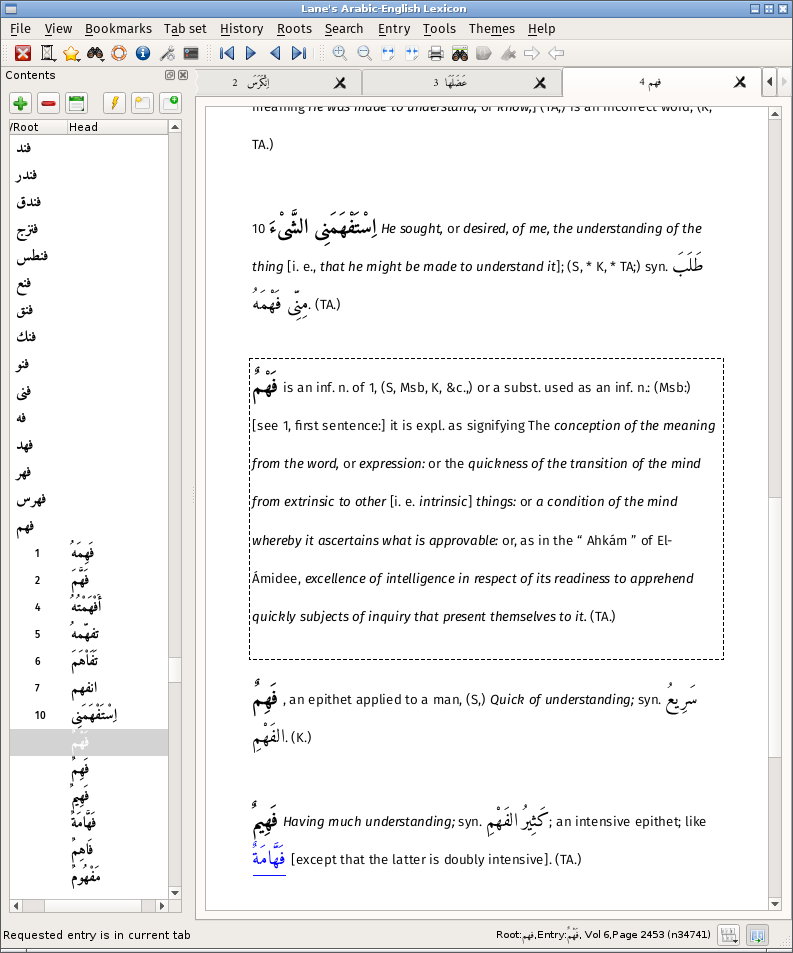 Lane's Arabic-English Lexicon
File View Bookmarks Tab set History Roots Search Entry Tools Themes Help
Contents
2 اِنْكَرَسَ
3 عَضَلَهَا
4 فهم
/Root Head
فند
فندر
فندق
فنزج
فنطس
فنع
فنق
فنك
فنو
فنى
فه
فهد
فهر
فهرس
فهم
1 فَهِمَهُ
2 فَهَّمَ
4 أَفْهَمْتُهُ
5 تفهّمهُ
6 تَفَاْهَمَ
7 انفهم
10 اِسْتَفْهَمَنِى
فَهْمٌ
فَهِمٌ
فَهِيمٌ
فَهَّامَةٌ
فَاهِمٌ
مَفْهُومٌ
meaning He was made to understand, or know,] (TA,) is an incorrect word, (K,
TA.)
10 اِسْتَفْهَمَنِى الشَّىْءَ He sought, or desired, of me, the understanding of the
thing [i. e., that he might be made to understand it]; (S, * K, * TA;) syn. طَلَبَ
مِنِّى فَهْمَهُ. (TA.)
فَهْمٌ is an inf. n. of 1, (S, Msb, K, &c.,) or a subst. used as an inf. n.: (Msb:)
[see 1, first sentence:] it is expl. as signifying The conception of the meaning
from the word, or expression: or the quickness of the transition of the mind
from extrinsic to other [i. e. intrinsic] things: or a condition of the mind
whereby it ascertains what is approvable: or, as in the “ Ahkám ” of El-
Ámidee, excellence of intelligence in respect of its readiness to apprehend
quickly subjects of inquiry that present themselves to it. (TA.)
فَهِمٌ , an epithet applied to a man, (S,) Quick of understanding; syn. سَرِيعُ
الفَهْمِ. (K.)
فَهِيمٌ Having much understanding; syn. كَثِيرُ الفَهْمِ; an intensive epithet; like
فَهَّامَةٌ [except that the latter is doubly intensive]. (TA.)
Requested entry is in current tab
Root:فهم,Entry:فَهْمٌ, Vol 6,Page 2453 (n34741)